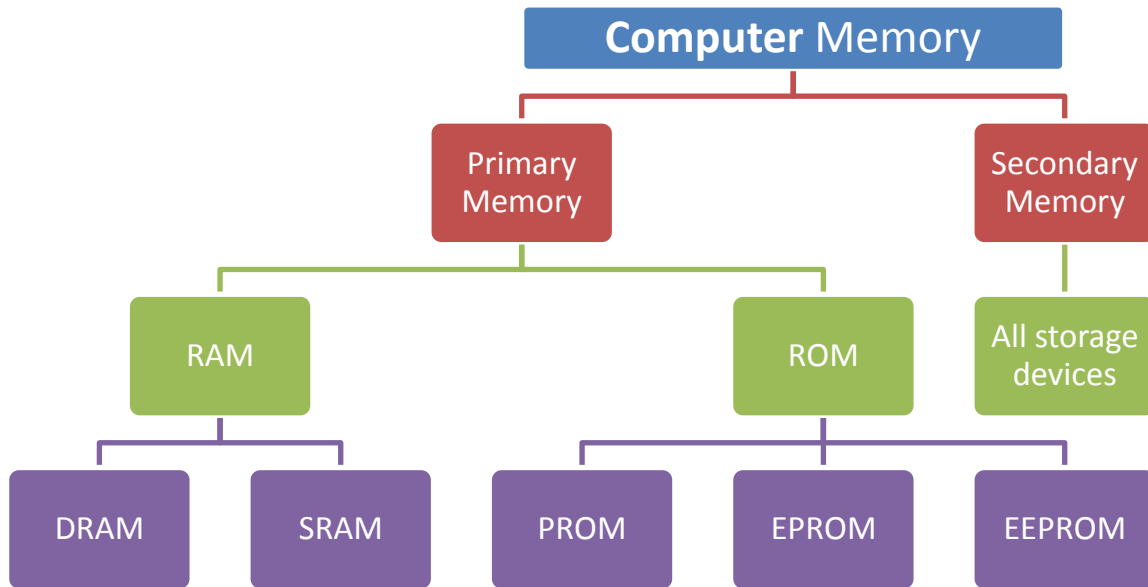 Computer Memory
Primary
Memory
Secondary
Memory
RAM
ROM
All storage
devices
DRAM
SRAM
PROM
EPROM
EEPROM